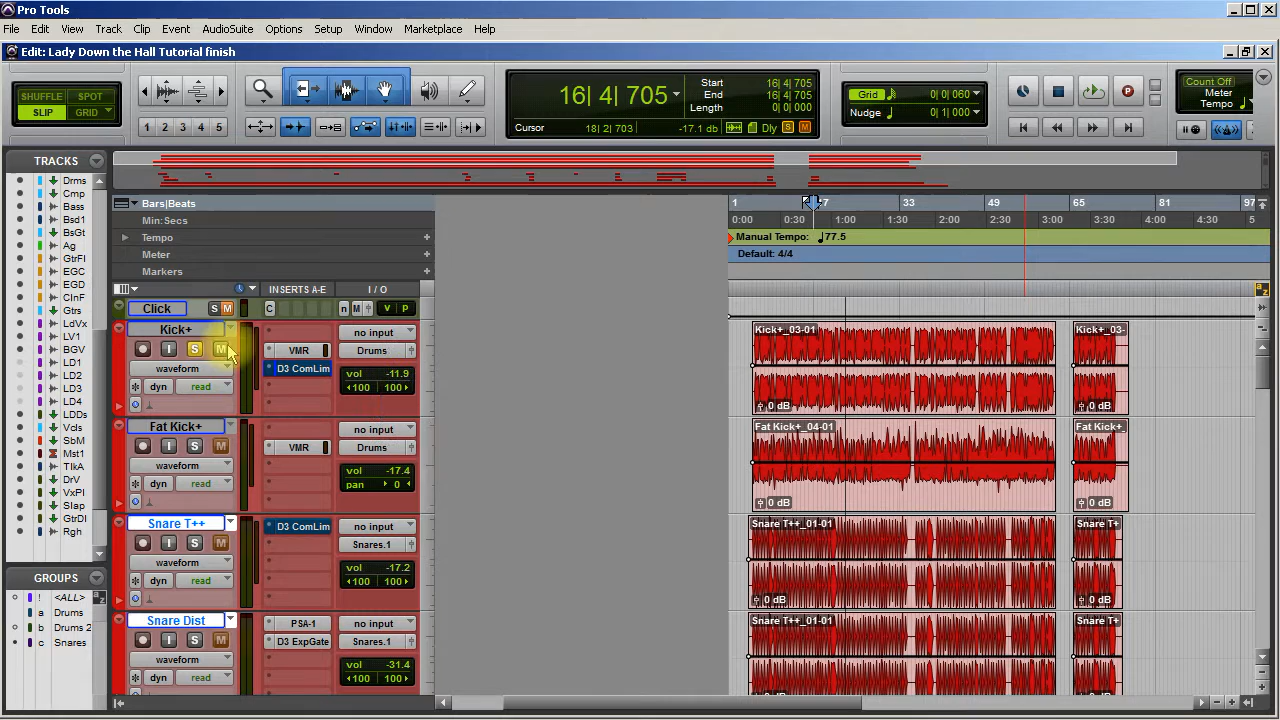 Pro Tools
File Edit View Track Clip Event AudioSuite Options Setup Window Marketplace Help
Edit: Lady Down the Hall Tutorial finish
SHUFFLE SPOT
SLIP GRID
1 2 3 4 5
16| 4| 705
Start 16| 4| 705
End 16| 4| 705
Length 0| 0| 000
Cursor 18| 2| 703 -17.1 db Dly S M
Grid 0| 0| 060
Nudge 0| 1| 000
Count Off
Meter
Tempo
TRACKS
Drms
Cmp
Bass
Bsd1
BsGt
Ag
GtrFl
EGC
EGD
ClnF
Gtrs
LdVx
LV1
BGV
LD1
LD2
LD3
LD4
LDDs
Vcls
SbM
Mst1
TlkA
DrV
VxPl
Slap
GtrDl
Rgh
GROUPS
! <ALL>
a Drums
b Drums 2
c Snares
Bars|Beats
Min:Secs
Tempo
Meter
Markers
INSERTS A-E I / O
1 33 49 65 81 97
0:00 0:30 1:00 1:30 2:00 2:30 3:00 3:30 4:00 4:30 5
Manual Tempo: 77.5
Default: 4/4
Click S M C n M v p
Kick+
I S M
waveform
dyn read
VMR
D3 ComLim
no input
Drums
vol -11.9
100 100
Kick+_03-01
Kick+_03-
0 dB
0 dB
Fat Kick+
I S M
waveform
dyn read
VMR
no input
Drums
vol -17.4
pan 0
Fat Kick+_04-01
Fat Kick+_
0 dB
0 dB
Snare T++
I S M
waveform
dyn read
D3 ComLim
no input
Snares.1
vol -17.2
100 100
Snare T++_01-01
Snare T+
0 dB
0 dB
Snare Dist
I S M
waveform
dyn read
PSA-1
D3 ExpGate
no input
Snares.1
vol -31.4
100 100
Snare T++_01-01
Snare T+